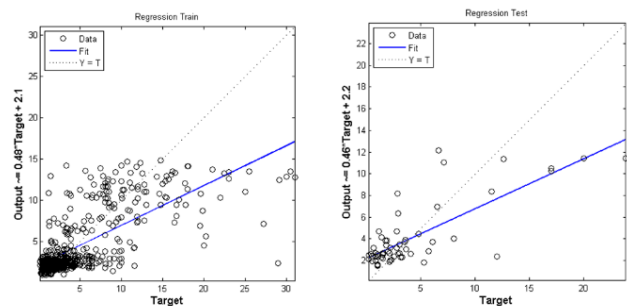 Regression Train
Output ~= 0.48*Target + 2.1
Data
Fit
Y = T
30
25
20
15
10
5
5
10
15
20
25
30
Target
Regression Test
Output ~= 0.46*Target + 2.2
Data
Fit
Y = T
22
20
18
16
14
12
10
8
6
4
2
5
10
15
20
Target